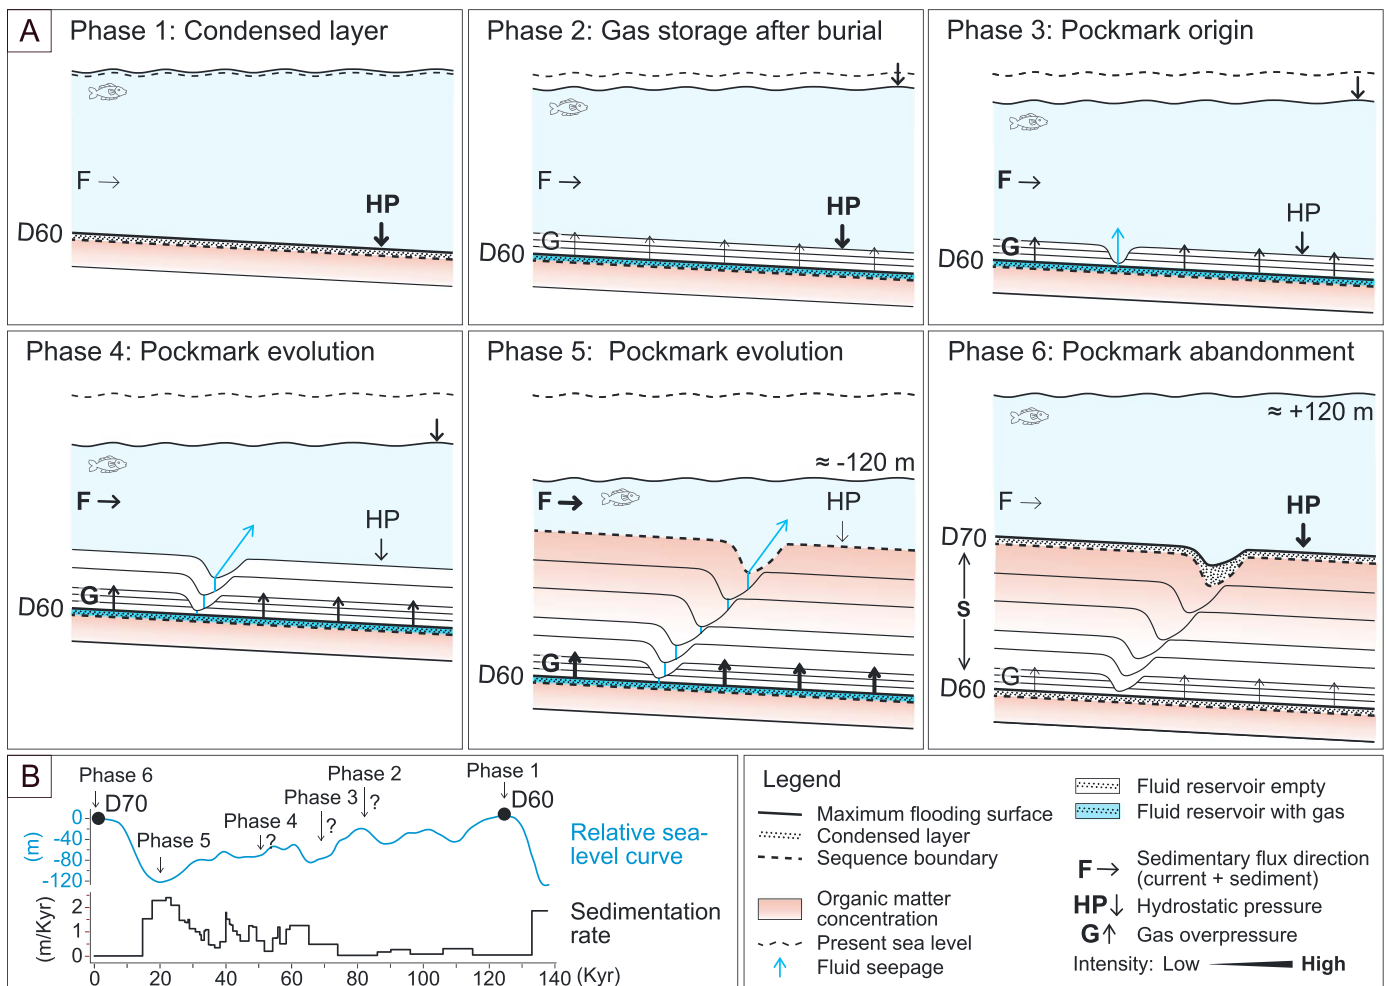 A
Phase 1: Condensed layer
F
HP
D60
Phase 2: Gas storage after burial
F
HP
G
D60
Phase 3: Pockmark origin
F
HP
G
D60
Phase 4: Pockmark evolution
F
HP
G
D60
Phase 5: Pockmark evolution
≈ -120 m
F
HP
G
D60
Phase 6: Pockmark abandonment
≈ +120 m
F
HP
D70
S
G
D60
B
Phase 6
D70
Phase 5
Phase 4
?
Phase 3
?
Phase 2
?
Phase 1
D60
0
-40
-80
-120
(m)
Relative sea-
level curve
2
1
0
(m/Kyr)
Sedimentation
rate
0 20 40 60 80 100 120 140 (Kyr)
Legend
Maximum flooding surface
Condensed layer
Sequence boundary
Organic matter
concentration
Present sea level
Fluid seepage
Fluid reservoir empty
Fluid reservoir with gas
F Sedimentary flux direction
(current + sediment)
HP Hydrostatic pressure
G Gas overpressure
Intensity: Low High